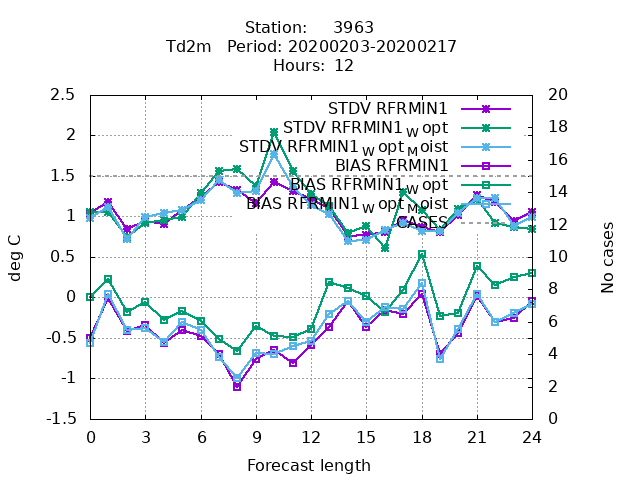 Station: 3963
Td2m Period: 20200203-20200217
Hours: 12
2.5
2
1.5
1
0.5
0
-0.5
-1
-1.5
deg C
STDV RFRMIN1
STDV RFRMIN1_W opt
STDV RFRMIN1_W opt_M oist
BIAS RFRMIN1
BIAS RFRMIN1_W opt
BIAS RFRMIN1_W opt_M oist
CASES
20
18
16
14
12
10
8
6
4
2
0
No cases
0 3 6 9 12 15 18 21 24
Forecast length